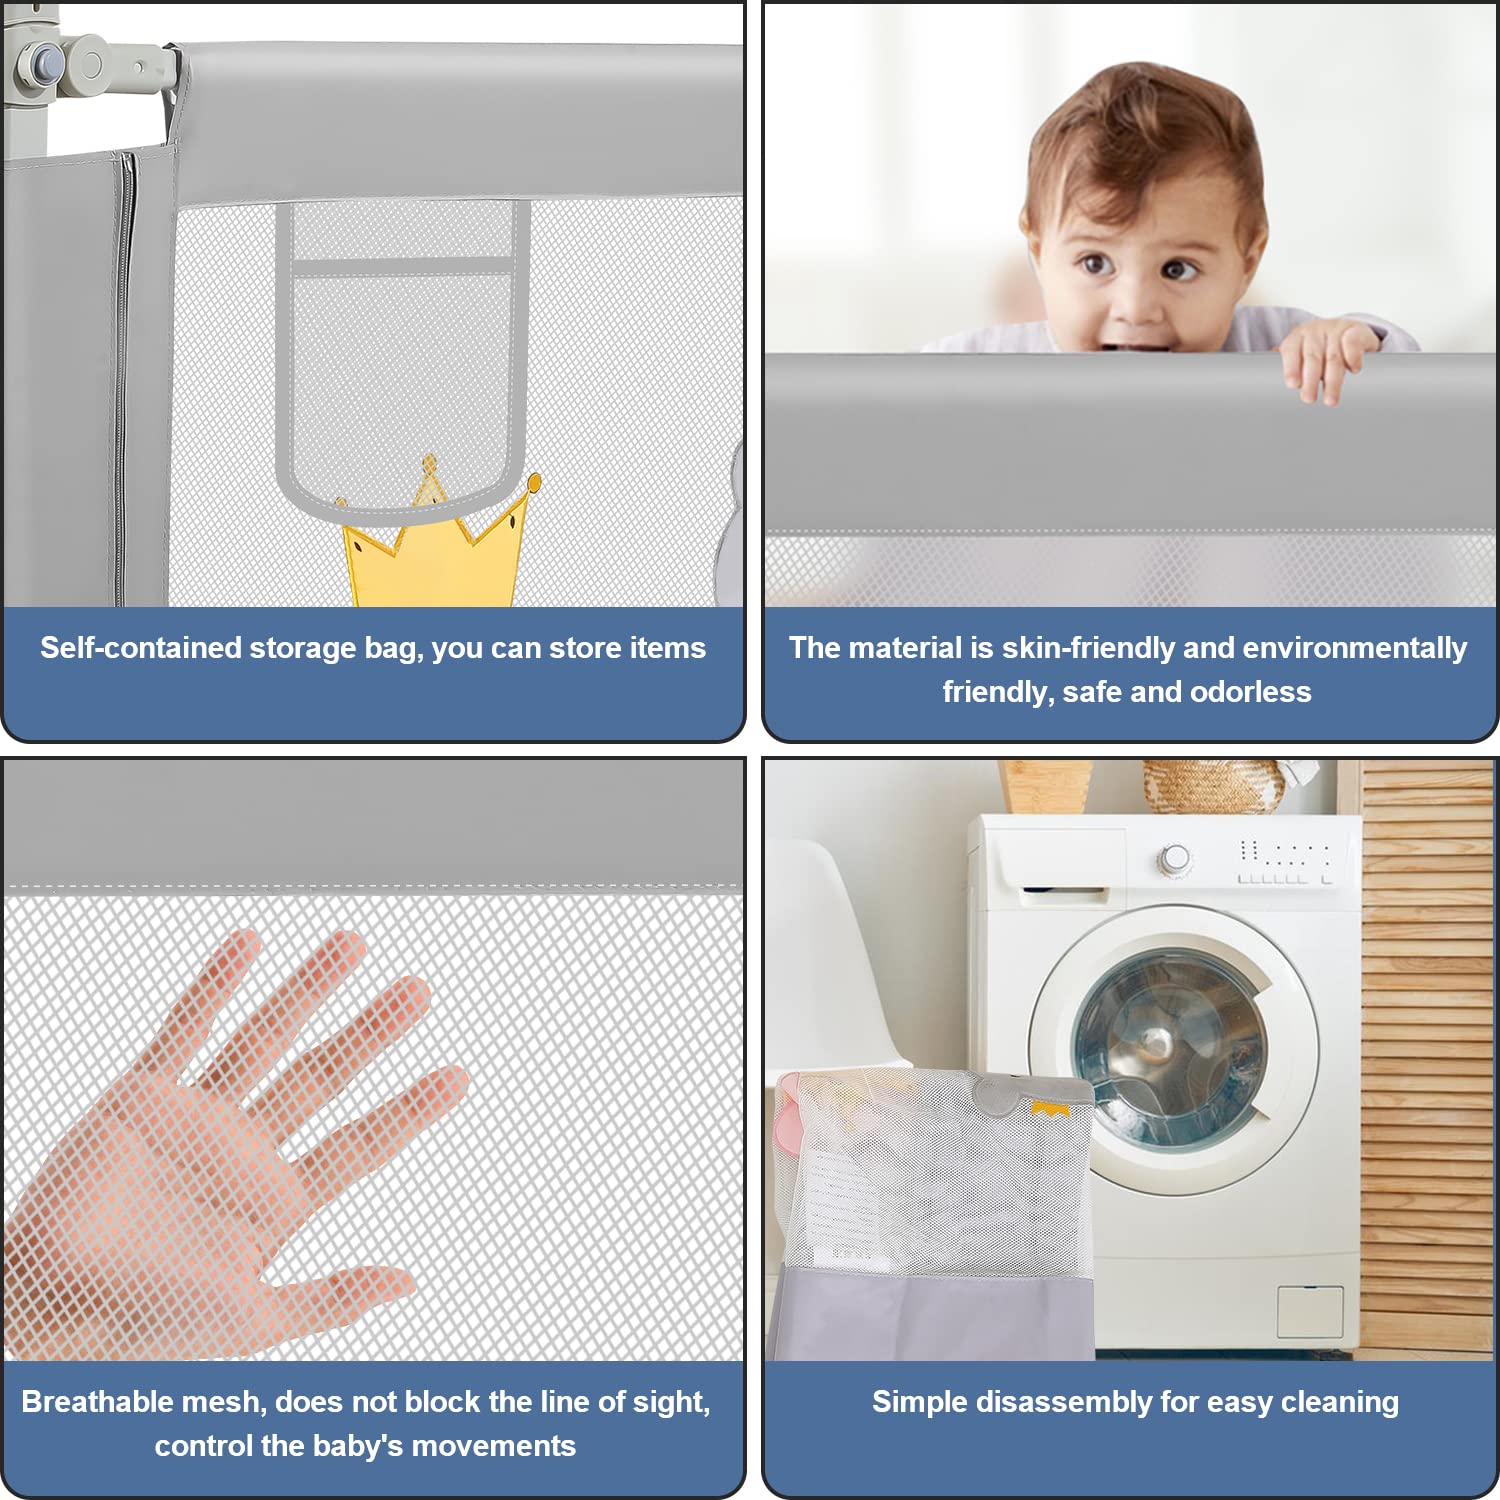 Self-contained storage bag, you can store items
The material is skin-friendly and environmentally
friendly, safe and odorless
Breathable mesh, does not block the line of sight,
control the baby's movements
Simple disassembly for easy cleaning